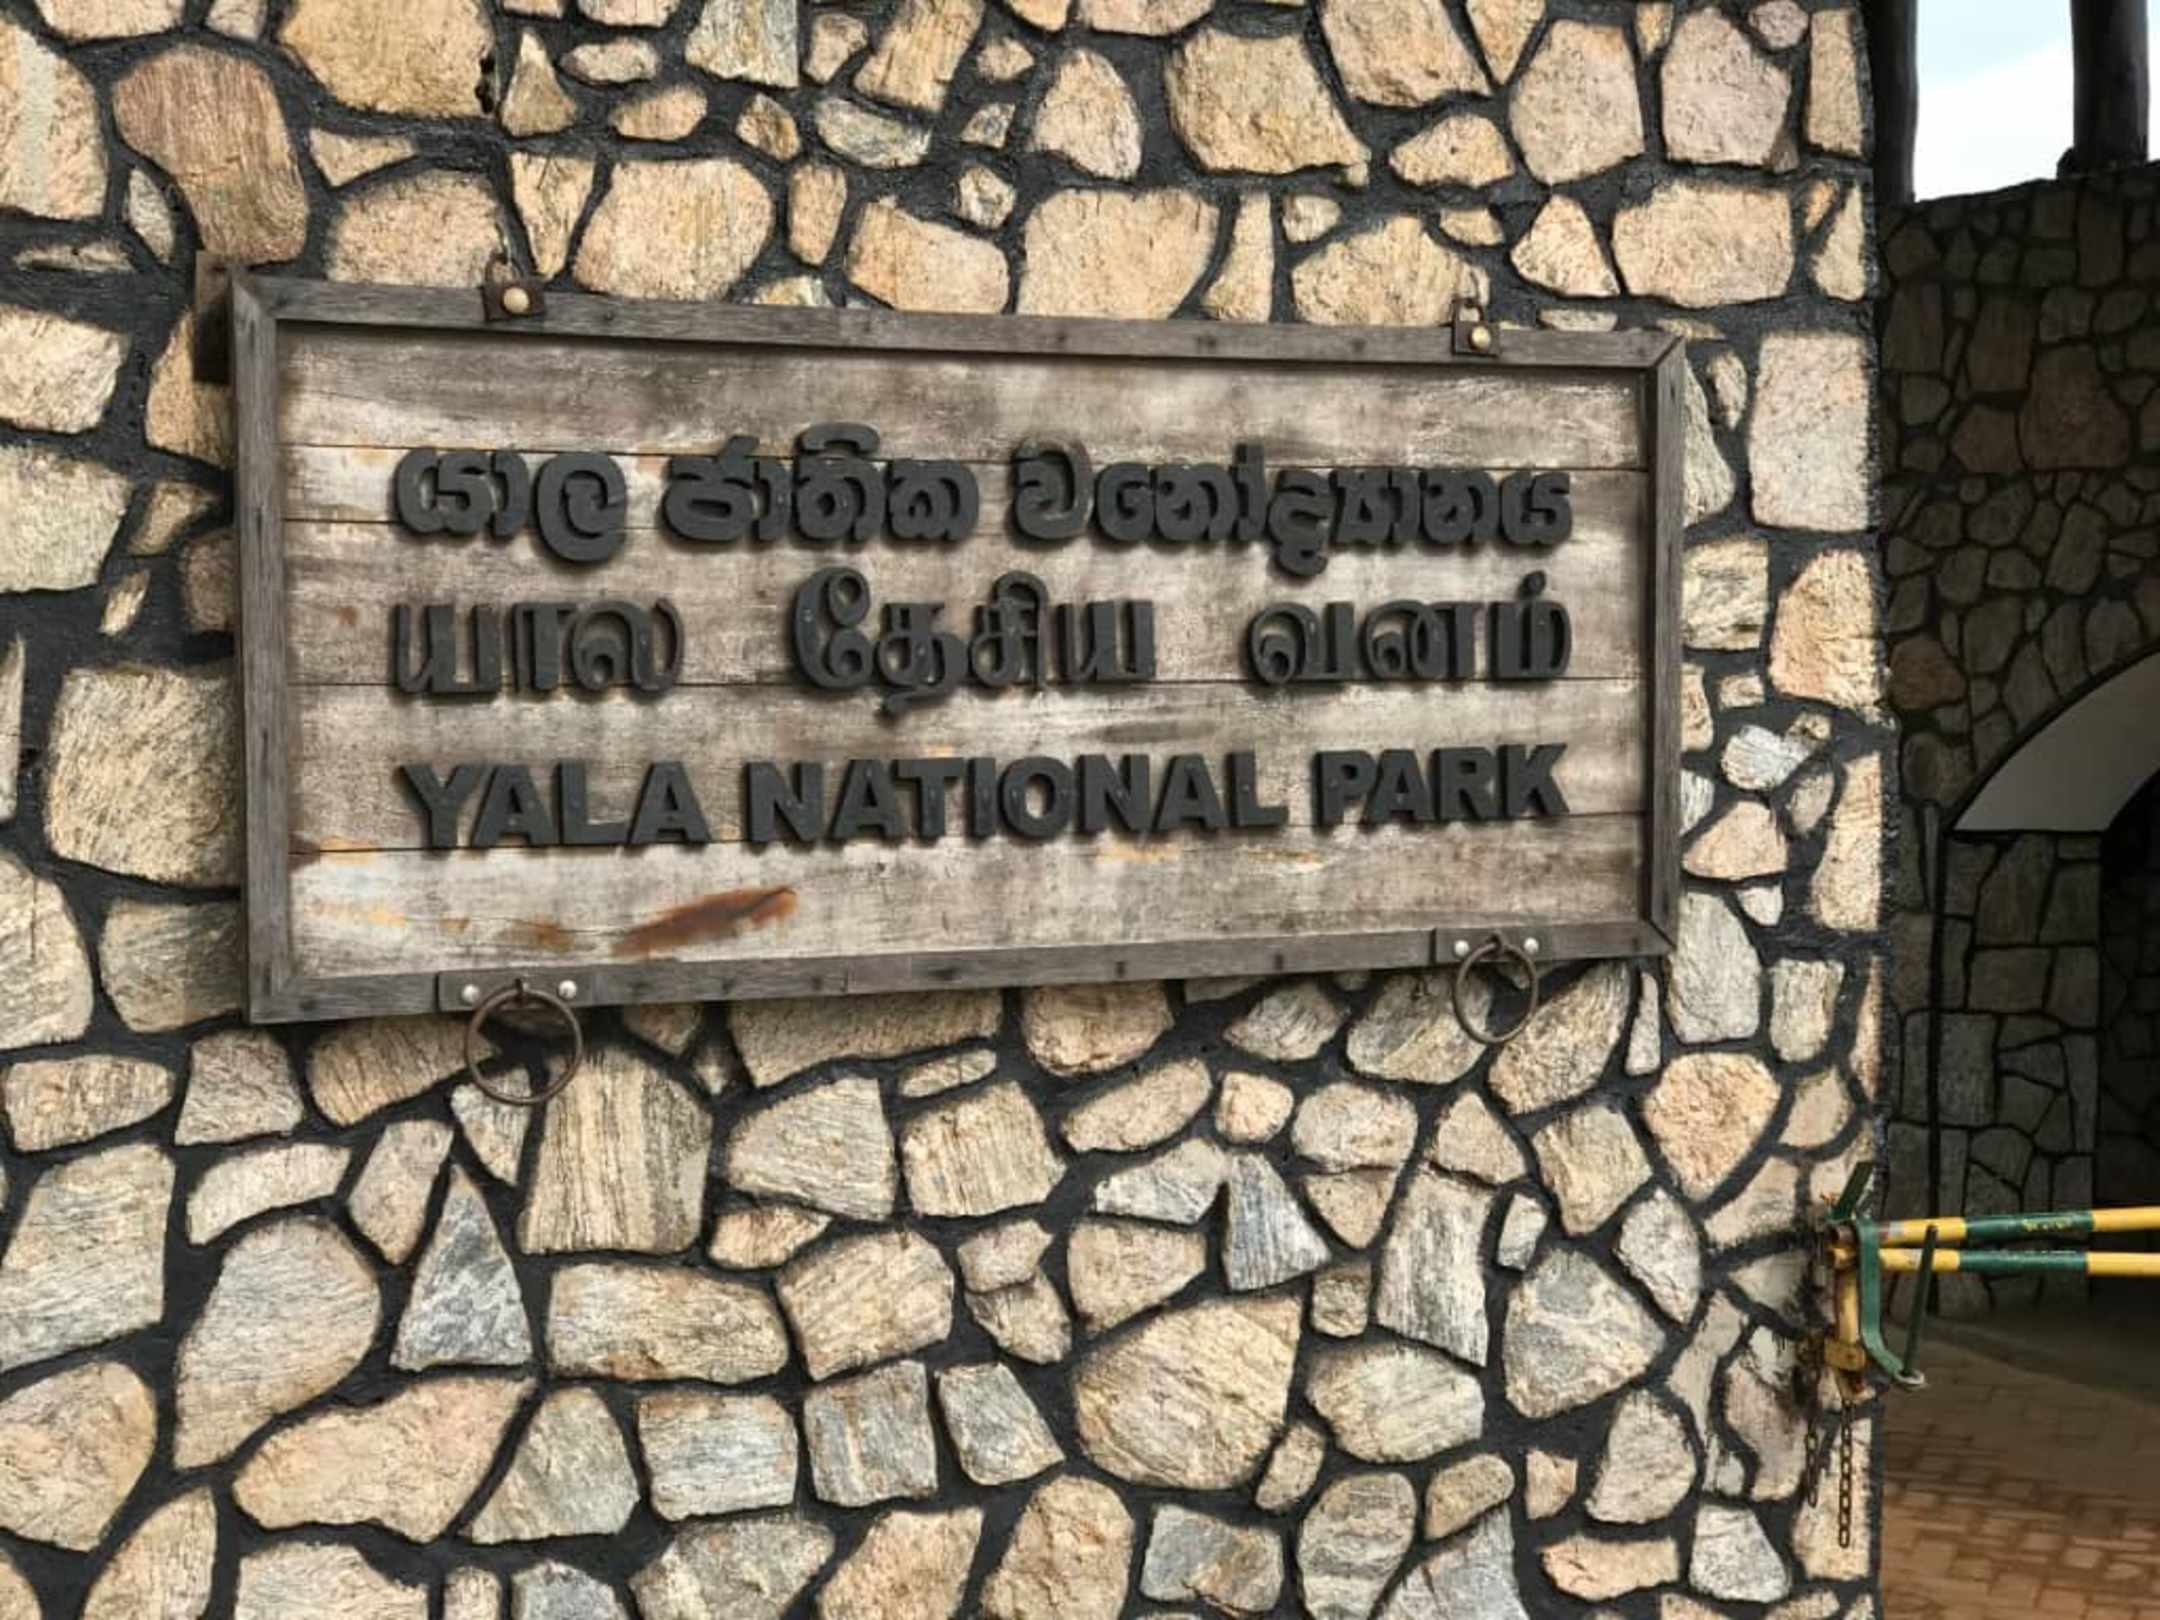 යාල ජාතික වනෝද්‍යානය
யால தேசிய வனம்
YALA NATIONAL PARK